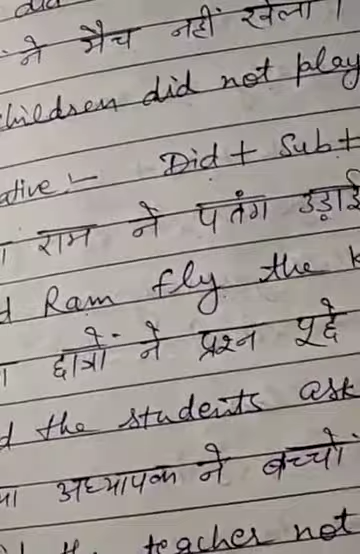 did
ने मैच नहीं खेला ।
children did not play
ative :- Did + Sub +
राम ने पतंग उड़ाई
d Ram fly the k
छात्रों ने प्रश्न पूछे
d the students ask
या अध्यापक ने बच्चों
teacher not